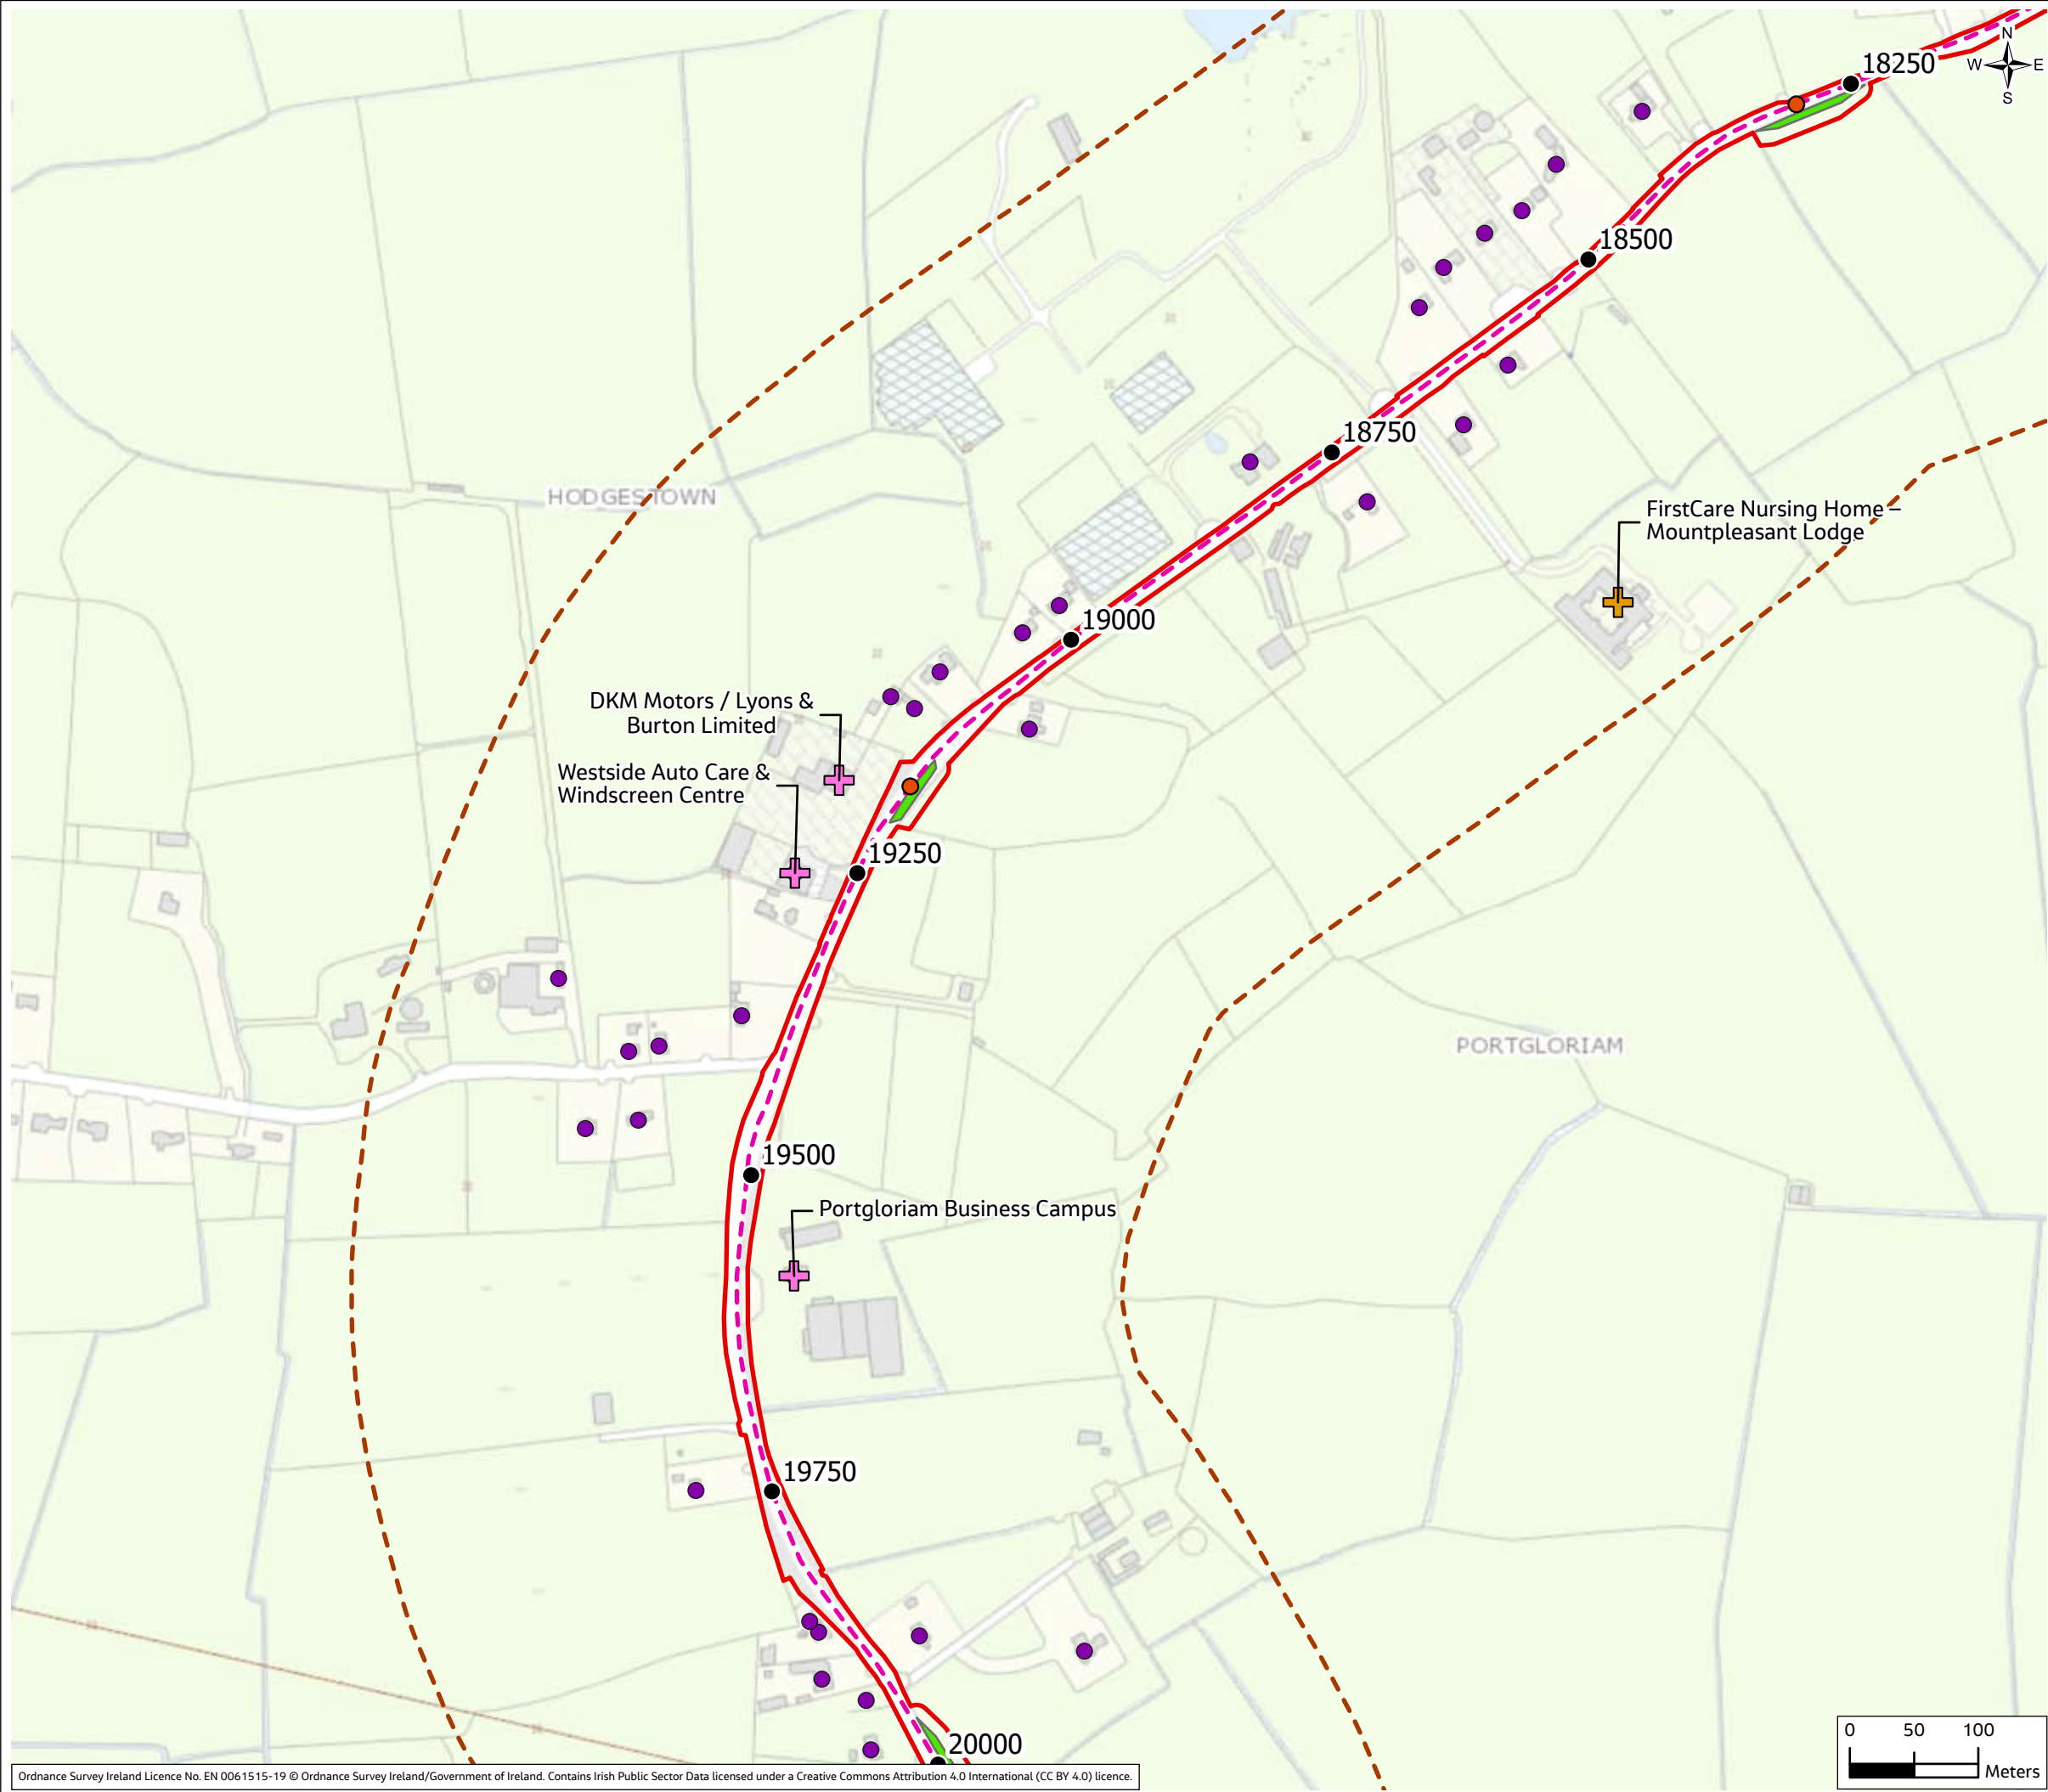 N
W E
S
18250
18500
18750
HODGESTOWN
FirstCare Nursing Home –
Mountpleasant Lodge
19000
DKM Motors / Lyons &
Burton Limited
Westside Auto Care &
Windscreen Centre
19250
PORTGLORIAM
19500
Portgloriam Business Campus
19750
20000
0 50 100
Meters
Ordnance Survey Ireland Licence No. EN 0061515-19 © Ordnance Survey Ireland/Government of Ireland. Contains Irish Public Sector Data licensed under a Creative Commons Attribution 4.0 International (CC BY 4.0) licence.